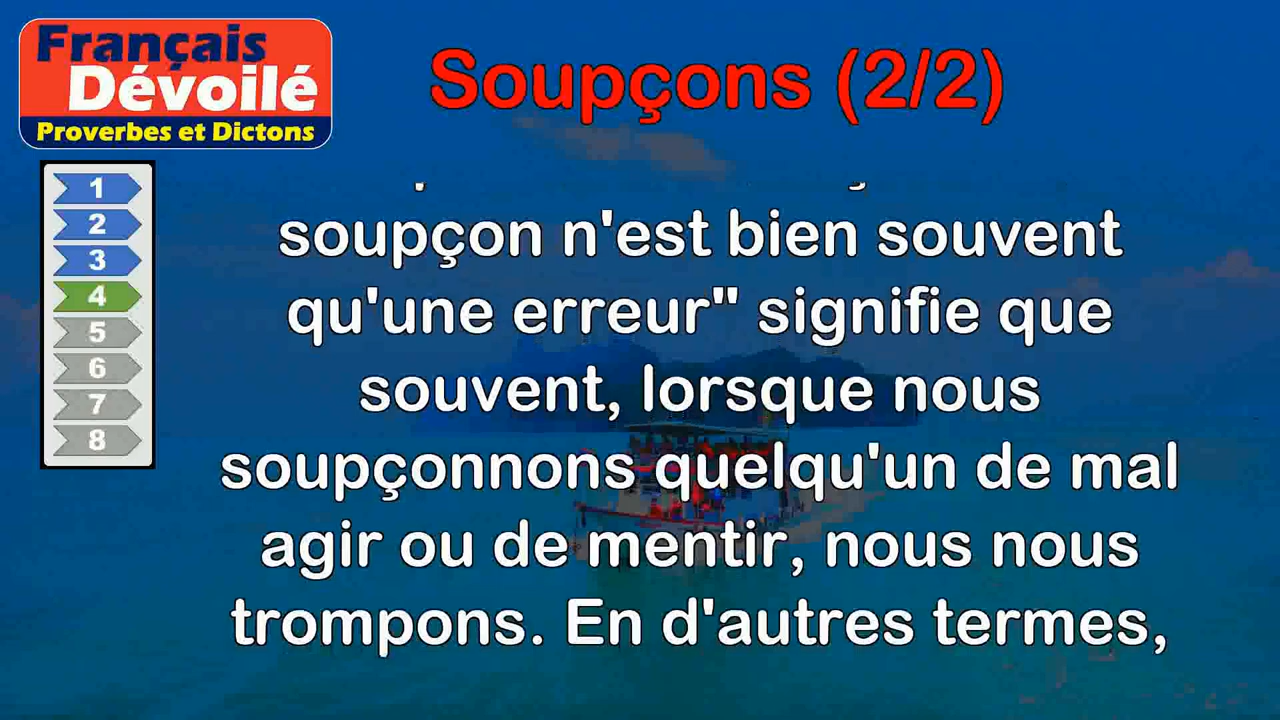 Français
Dévoilé
Proverbes et Dictons
Soupçons (2/2)
1
2
3
4
5
6
7
8
soupçon n'est bien souvent
qu'une erreur" signifie que
souvent, lorsque nous
soupçonnons quelqu'un de mal
agir ou de mentir, nous nous
trompons. En d'autres termes,